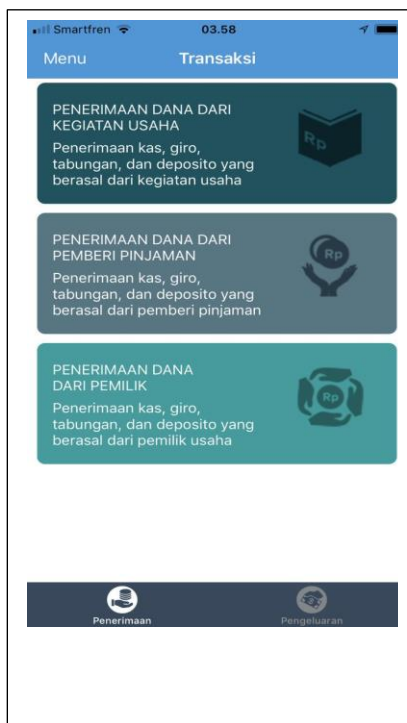 Smartfren 03.58
Menu Transaksi
PENERIMAAN DANA DARI
KEGIATAN USAHA
Penerimaan kas, giro,
tabungan, dan deposito yang
berasal dari kegiatan usaha
Rp
PENERIMAAN DANA DARI
PEMBERI PINJAMAN
Penerimaan kas, giro,
tabungan, dan deposito yang
berasal dari pemberi pinjaman
Rp
PENERIMAAN DANA
DARI PEMILIK
Penerimaan kas, giro,
tabungan, dan deposito yang
berasal dari pemilik usaha
Rp
Penerimaan Pengeluaran